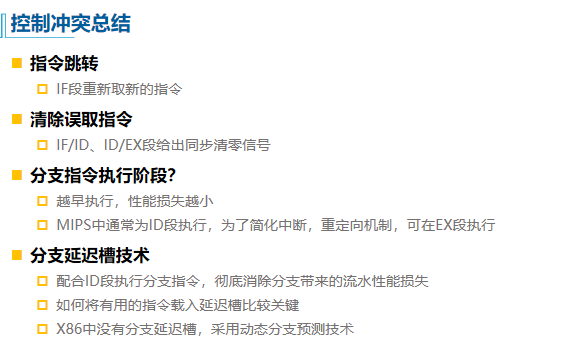 控制冲突总结
指令跳转
IF段重新取新的指令
清除误取指令
IF/ID、ID/EX段给出同步清零信号
分支指令执行阶段？
越早执行，性能损失越小
MIPS中通常为ID段执行，为了简化中断，重定向机制，可在EX段执行
分支延迟槽技术
配合ID段执行分支指令，彻底消除分支带来的流水性能损失
如何将有用的指令载入延迟槽比较关键
X86中没有分支延迟槽，采用动态分支预测技术